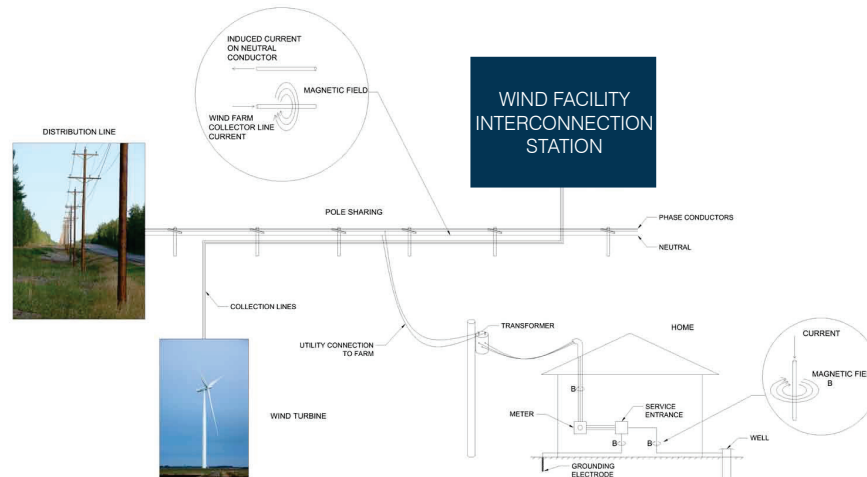 INDUCED CURRENT
ON NEUTRAL
CONDUCTOR
MAGNETIC FIELD
WIND FARM
COLLECTOR LINE
CURRENT
WIND FACILITY
INTERCONNECTION
STATION
DISTRIBUTION LINE
POLE SHARING
PHASE CONDUCTORS
NEUTRAL
COLLECTION LINES
TRANSFORMER
HOME
CURRENT
UTILITY CONNECTION
TO FARM
MAGNETIC FIE
B
B
WIND TURBINE
METER
SERVICE
ENTRANCE
WELL
B
B
GROUNDING
ELECTRODE